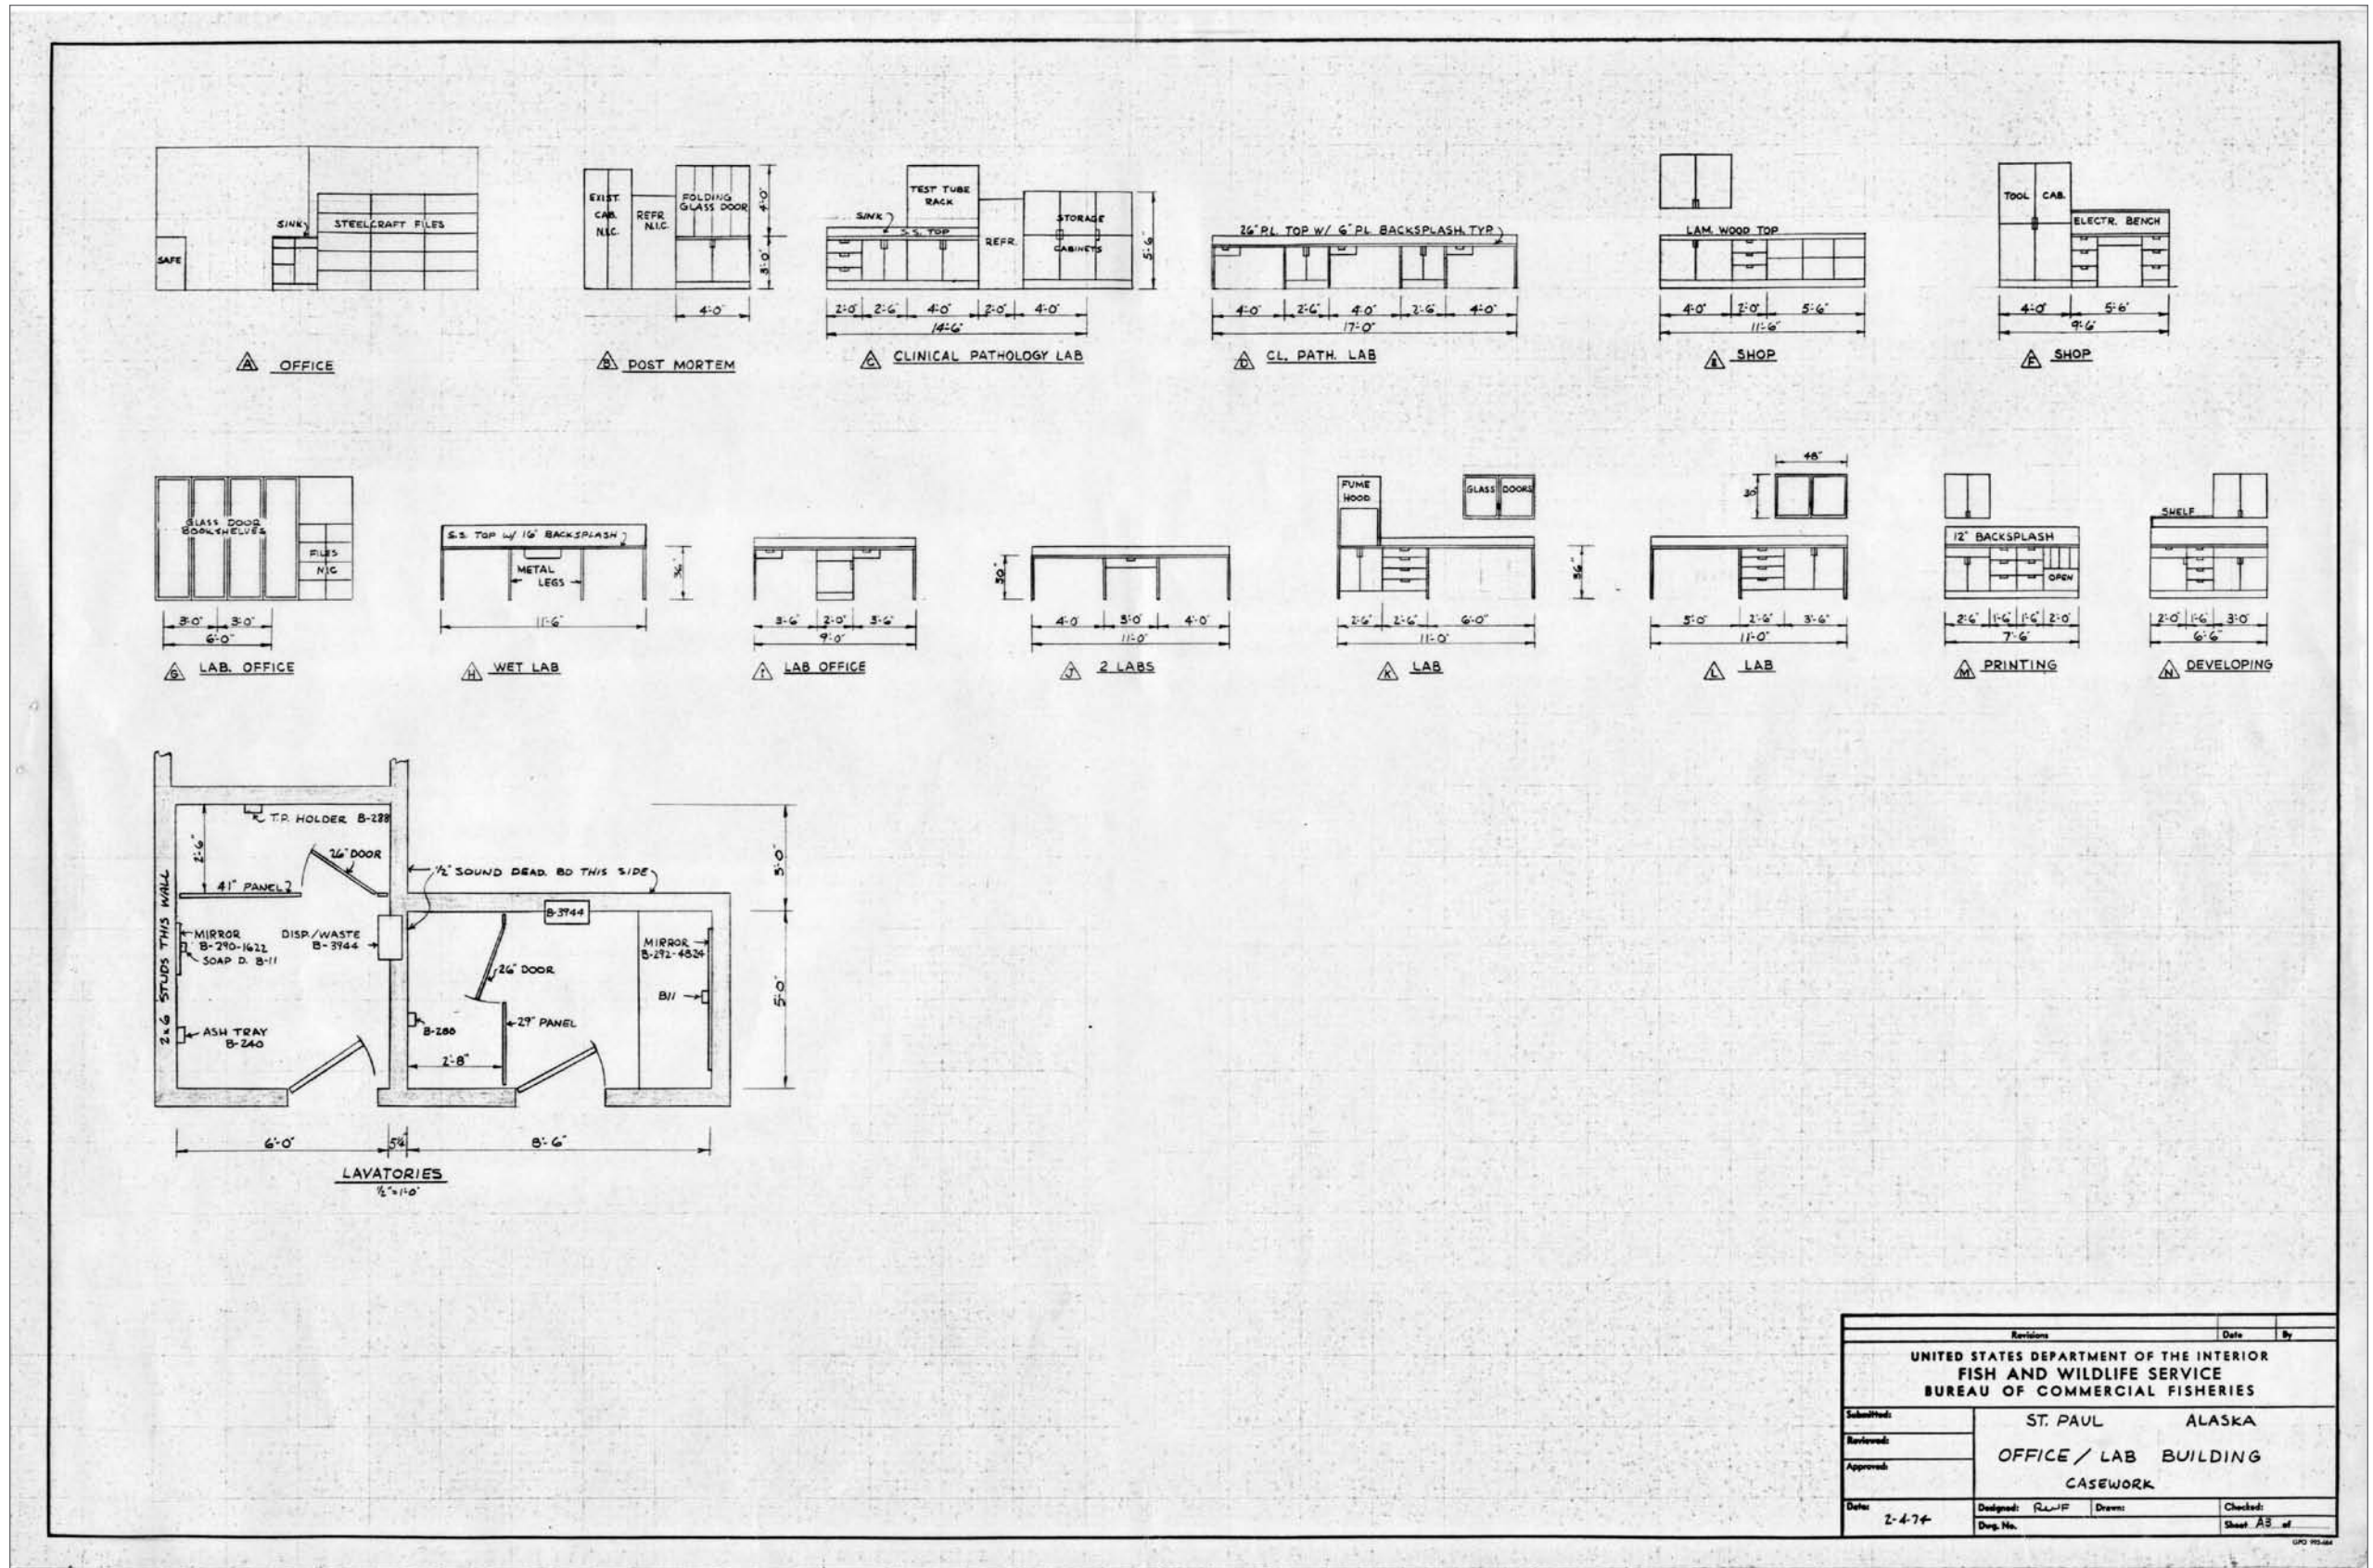 SAFE
SINK
STEELCRAFT FILES
A OFFICE
EXIST.
CAB.
N.I.C.
REFR
N.I.C.
FOLDING
GLASS DOOR
4'-0"
3'-0"
4'-0"
B POST MORTEM
SINK
TEST TUBE
RACK
S.S. TOP
REFR.
STORAGE
CABINETS
5'-6"
2'-0" 2'-6" 4'-0" 2'-0" 4'-0"
14'-6"
C CLINICAL PATHOLOGY LAB
26" P.L. TOP W/ 6" P.L. BACKSPLASH, TYP.
4'-0" 2'-6" 4'-0" 2'-6" 4'-0"
17'-0"
D CL. PATH. LAB
LAM. WOOD TOP
4'-0" 2'-0" 5'-6"
11'-6"
E SHOP
TOOL CAB.
ELECTR. BENCH
4'-0" 5'-6"
9'-6"
F SHOP
GLASS DOOR
BOOKSHELVES
FILES
N.I.C
3'-0" 3'-0"
6'-0"
G LAB. OFFICE
S.S. TOP W/ 16" BACKSPLASH
METAL
LEGS
36"
11'-6"
H WET LAB
3'-6" 2'-0" 3'-6"
9'-0"
I LAB OFFICE
30"
4'-0" 3'-0" 4'-0"
11'-0"
J 2 LABS
FUME
HOOD
GLASS DOORS
36"
2'-6" 2'-6" 6'-0"
11'-0"
K LAB
48"
30"
5'-0" 2'-6" 3'-6"
11'-0"
L LAB
12" BACKSPLASH
OPEN
2'-6" 1'-6" 1'-6" 2'-0"
7'-6"
M PRINTING
SHELF
2'-0" 1'-6" 3'-0"
6'-6"
N DEVELOPING
T.P. HOLDER B-288
2'-6"
26" DOOR
41" PANEL
2x6 STUDS THIS WALL
1/2" SOUND DEAD. BD THIS SIDE
3'-0"
MIRROR
B-290-1622
SOAP D. B-11
DISP./WASTE
B-3944
B-3944
26" DOOR
MIRROR
B-292-4824
B11
5'-0"
ASH TRAY
B-240
B-288
29" PANEL
2'-8"
6'-0" 8'-6"
LAVATORIES
1/2"=1'-0"
Revisions Date By
UNITED STATES DEPARTMENT OF THE INTERIOR
FISH AND WILDLIFE SERVICE
BUREAU OF COMMERCIAL FISHERIES
Submitted:
Reviewed:
Approved:
ST. PAUL ALASKA
OFFICE / LAB BUILDING
CASEWORK
Date: 2-4-74
Designed: RWF Drawn: Checked:
Dwg. No. Sheet A3 of